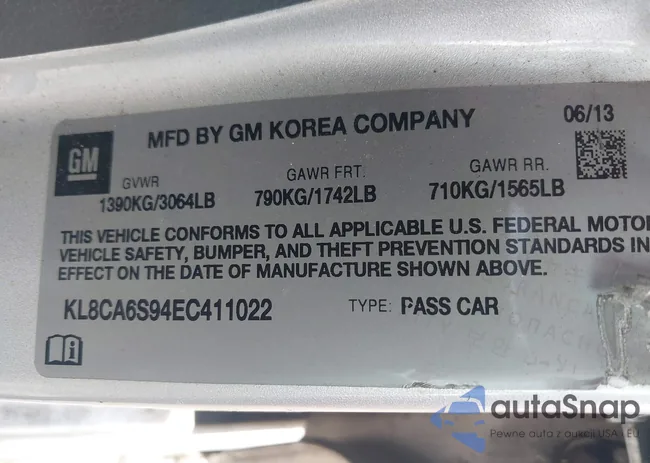 MFD BY GM KOREA COMPANY
06/13
GM
GVWR
1390KG/3064LB
GAWR FRT.
790KG/1742LB
GAWR RR.
710KG/1565LB
THIS VEHICLE CONFORMS TO ALL APPLICABLE U.S. FEDERAL MOTOR
VEHICLE SAFETY, BUMPER, AND THEFT PREVENTION STANDARDS IN
EFFECT ON THE DATE OF MANUFACTURE SHOWN ABOVE.
KL8CA6S94EC411022
TYPE: PASS CAR
autaSnap
Pewne auta z aukcji USA i EU